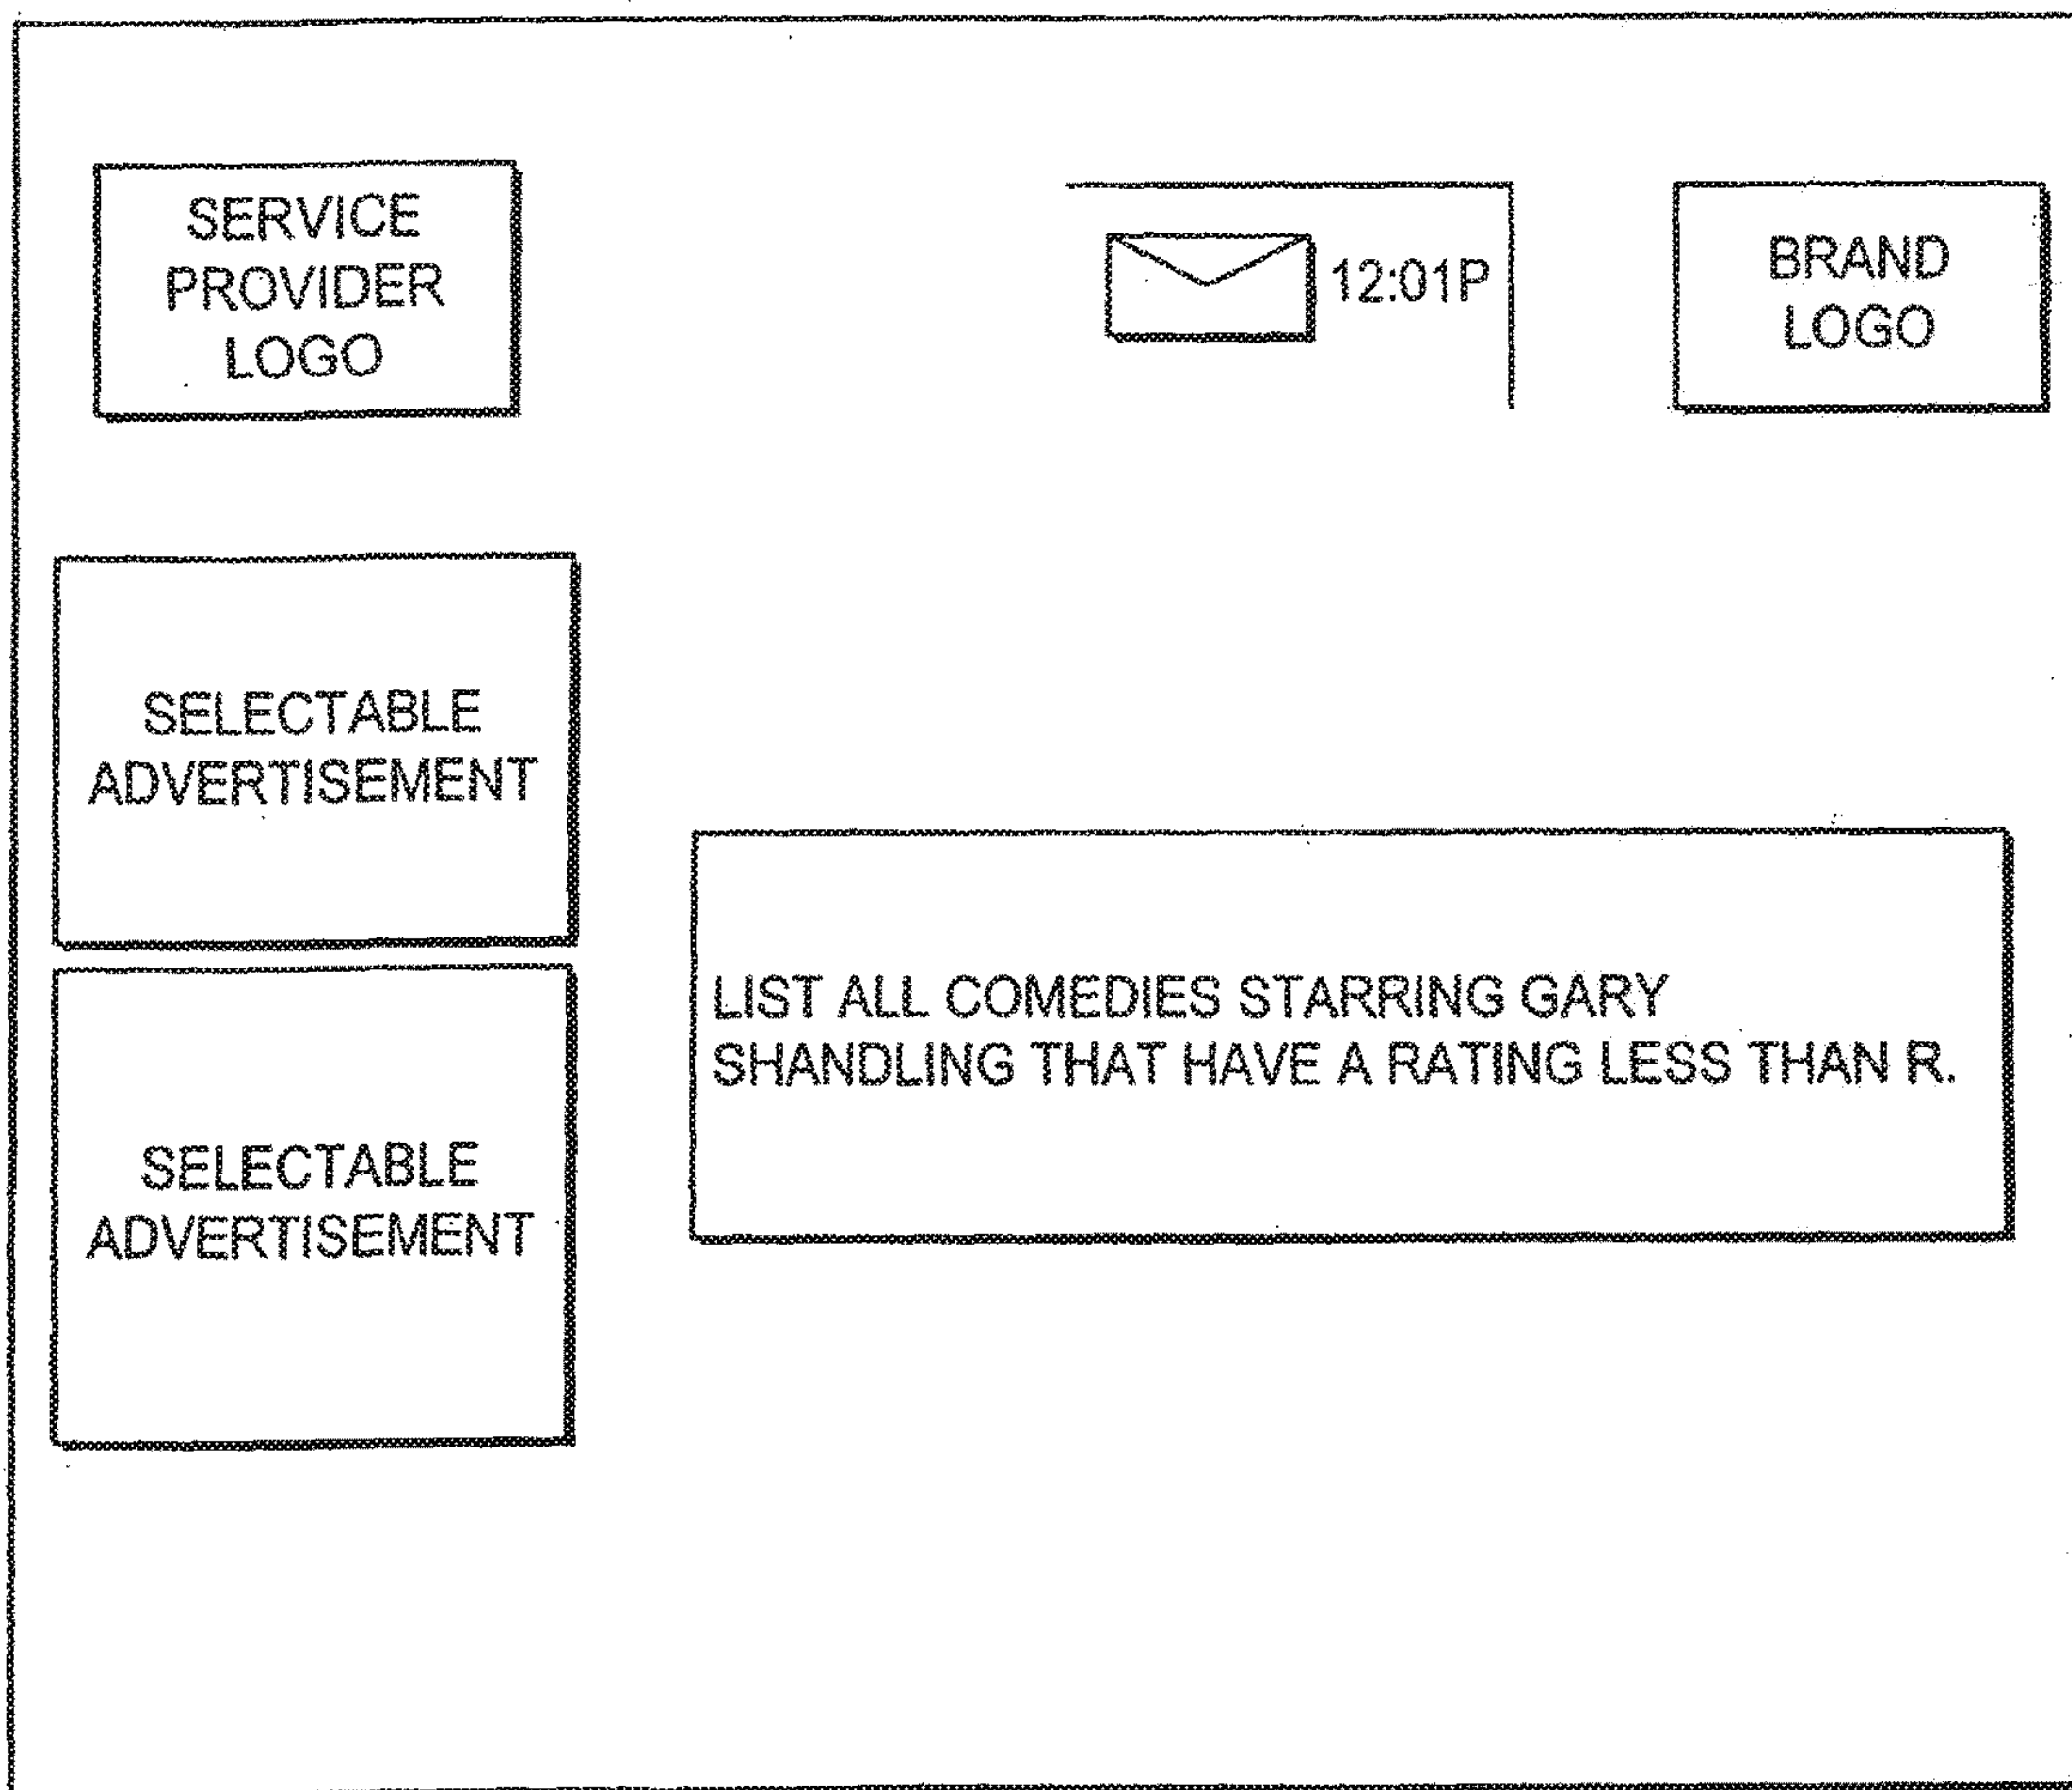 SERVICE
PROVIDER
LOGO
12:01P
BRAND
LOGO
SELECTABLE
ADVERTISEMENT
SELECTABLE
ADVERTISEMENT
LIST ALL COMEDIES STARRING GARY
SHANDLING THAT HAVE A RATING LESS THAN R.